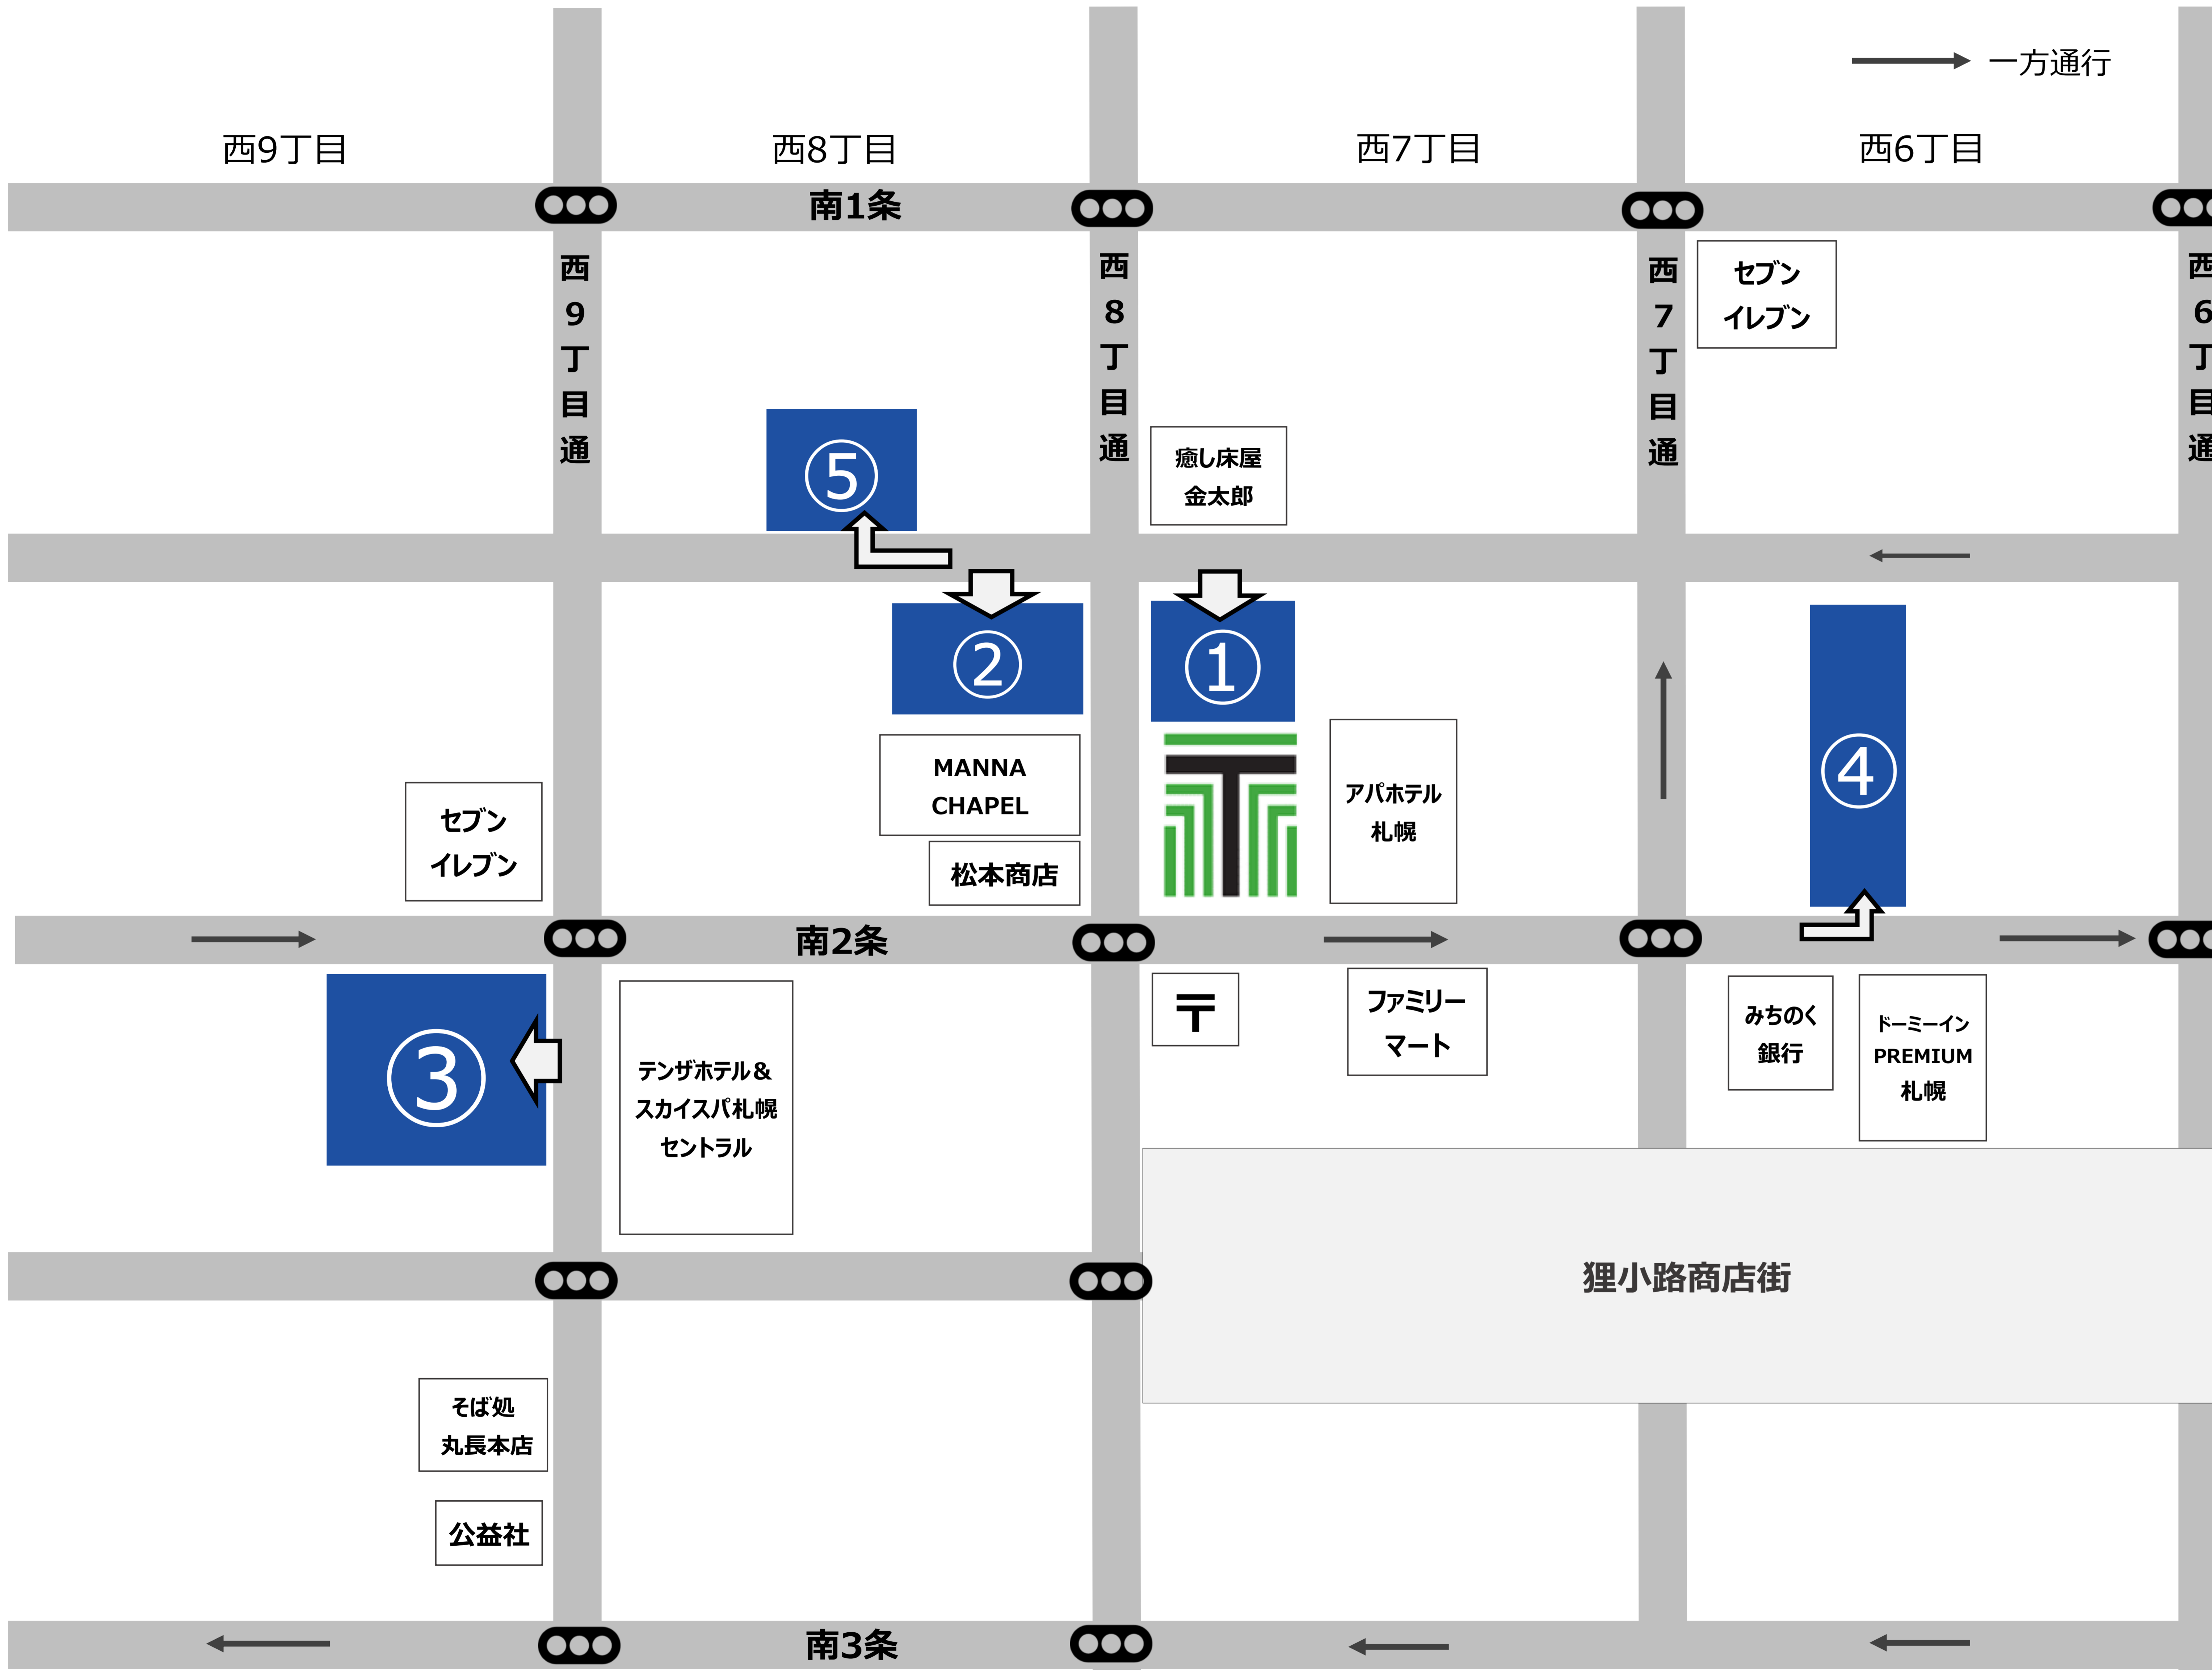 一方通行
西9丁目
西8丁目
西7丁目
西6丁目
南1条
西9丁目通
西8丁目通
西7丁目通
西6丁目通
セブン
イレブン
癒し床屋
金太郎
⑤
②
①
④
MANNA
CHAPEL
松本商店
アパホテル
札幌
セブン
イレブン
南2条
③
テンザホテル＆
スカイスパ札幌
セントラル
〒
ファミリー
マート
みちのく
銀行
ドーミーイン
PREMIUM
札幌
狸小路商店街
そば処
丸長本店
公益社
南3条